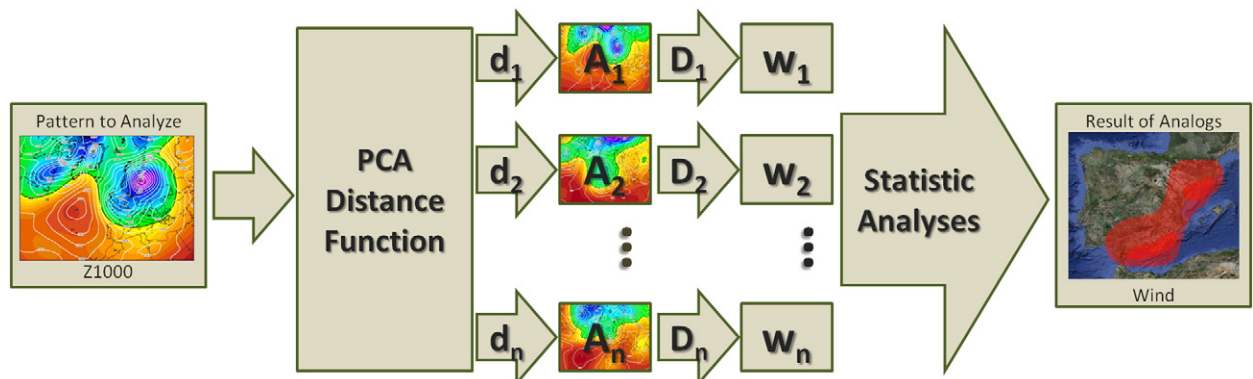 Pattern to Analyze
Z1000
PCA
Distance
Function
d1
A1
D1
w1
d2
A2
D2
w2
dn
An
Dn
wn
Statistic
Analyses
Result of Analogs
Wind